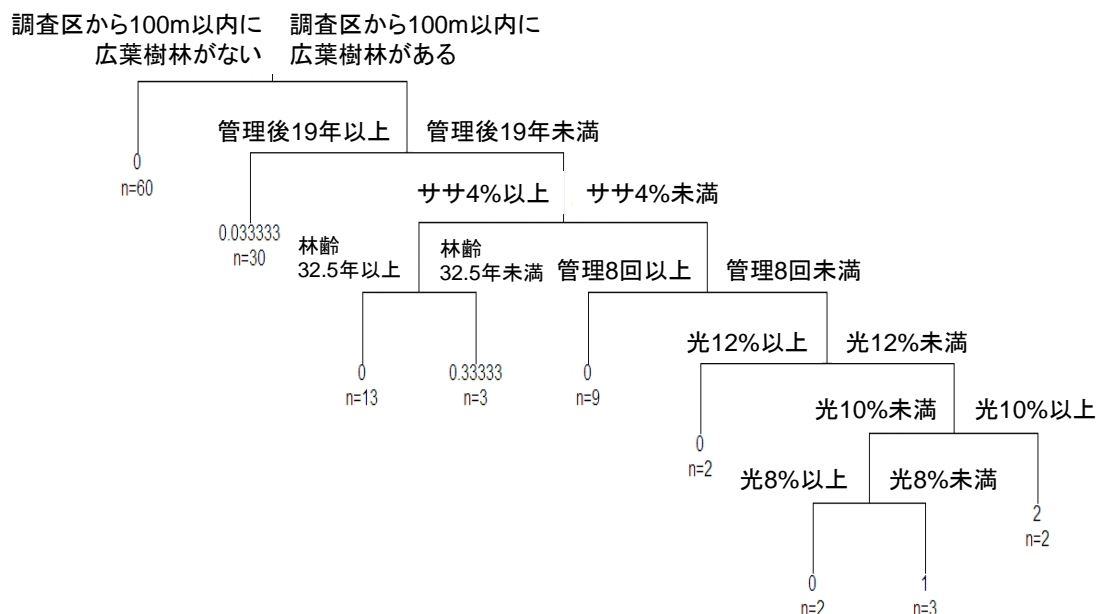 調査区から100m以内に
広葉樹林がない
調査区から100m以内に
広葉樹林がある
0
n=60
管理後19年以上
管理後19年未満
0.033333
n=30
ササ4%以上
ササ4%未満
林齢
32.5年以上
林齢
32.5年未満
0
n=13
0.33333
n=3
管理8回以上
管理8回未満
0
n=9
光12%以上
光12%未満
0
n=2
光10%未満
光10%以上
光8%以上
光8%未満
0
n=2
1
n=3
2
n=2